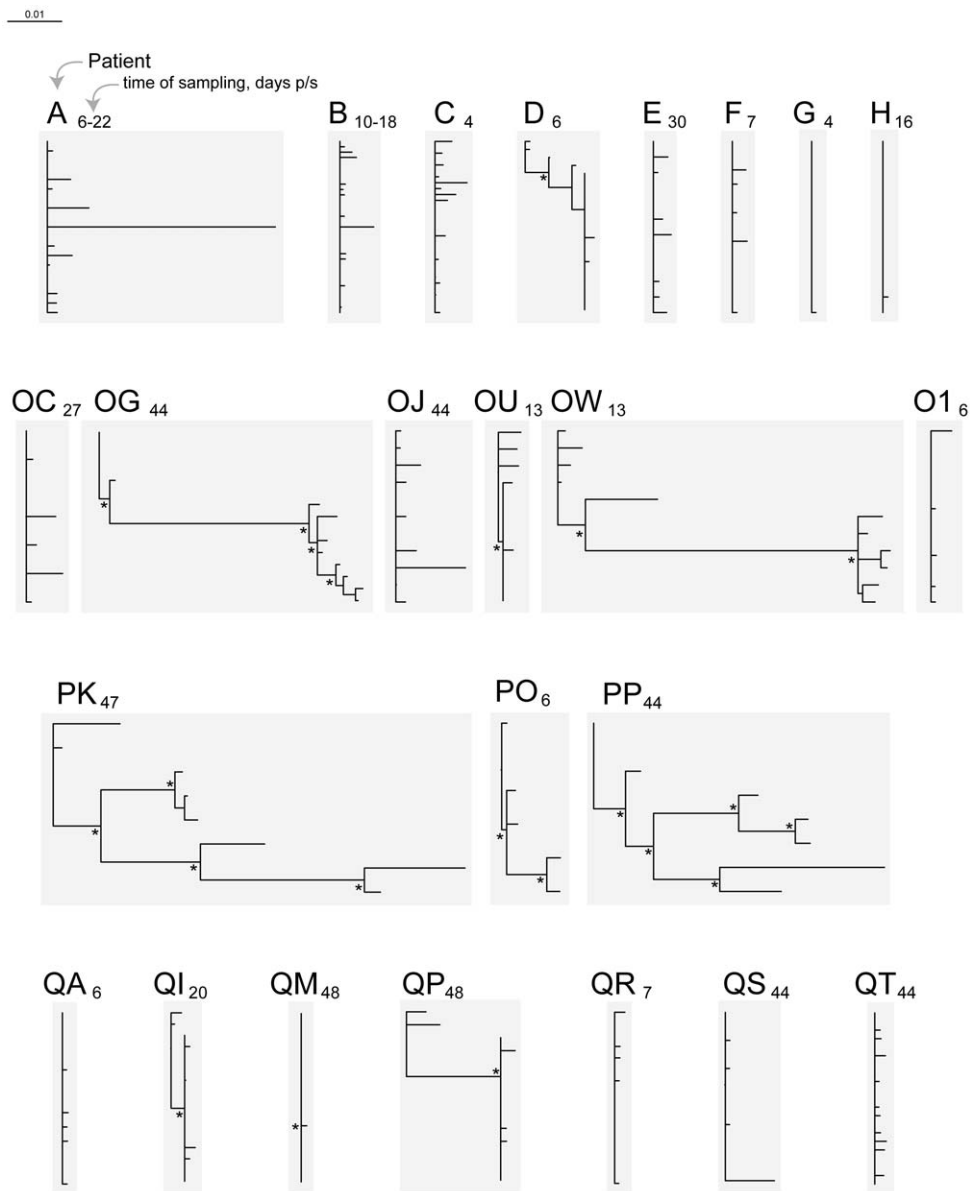 0.01
Patient
time of sampling, days p/s
A 6-22 B 10-18 C 4 D 6 E 30 F 7 G 4 H 16
*
OC 27 OG 44 OJ 44 OU 13 OW 13 O1 6
* * * * * * *
PK 47 PO 6 PP 44
* * * * * * * * * * *
QA 6 QI 20 QM 48 QP 48 QR 7 QS 44 QT 44
* * *